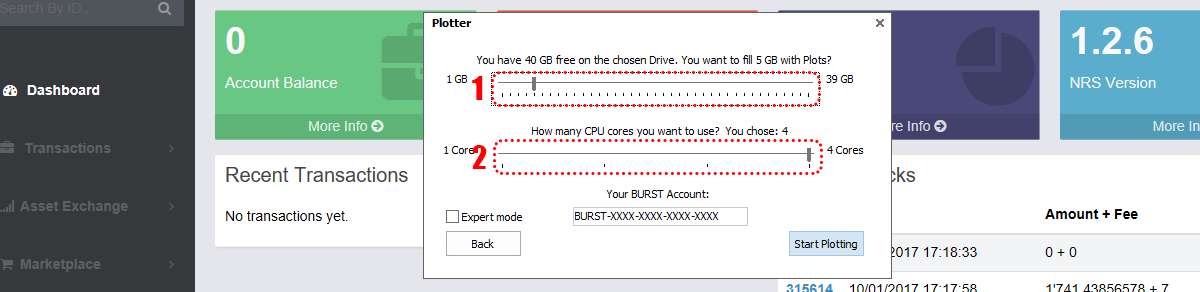 Search By ID...
Dashboard
Transactions
Asset Exchange
Marketplace
0
Account Balance
More Info
Recent Transactions
No transactions yet.
Plotter
You have 40 GB free on the chosen Drive. You want to fill 5 GB with Plots?
1 GB
39 GB
1
How many CPU cores you want to use? You chose: 4
1 Core
4 Cores
2
Your BURST Account:
Expert mode
BURST-XXXX-XXXX-XXXX-XXXX
Back
Start Plotting
Info
1.2.6
NRS Version
More Info
Amount + Fee
/2017 17:18:33
0 + 0
315614
10/01/2017 17:17:58
1'741.43856578 + 7